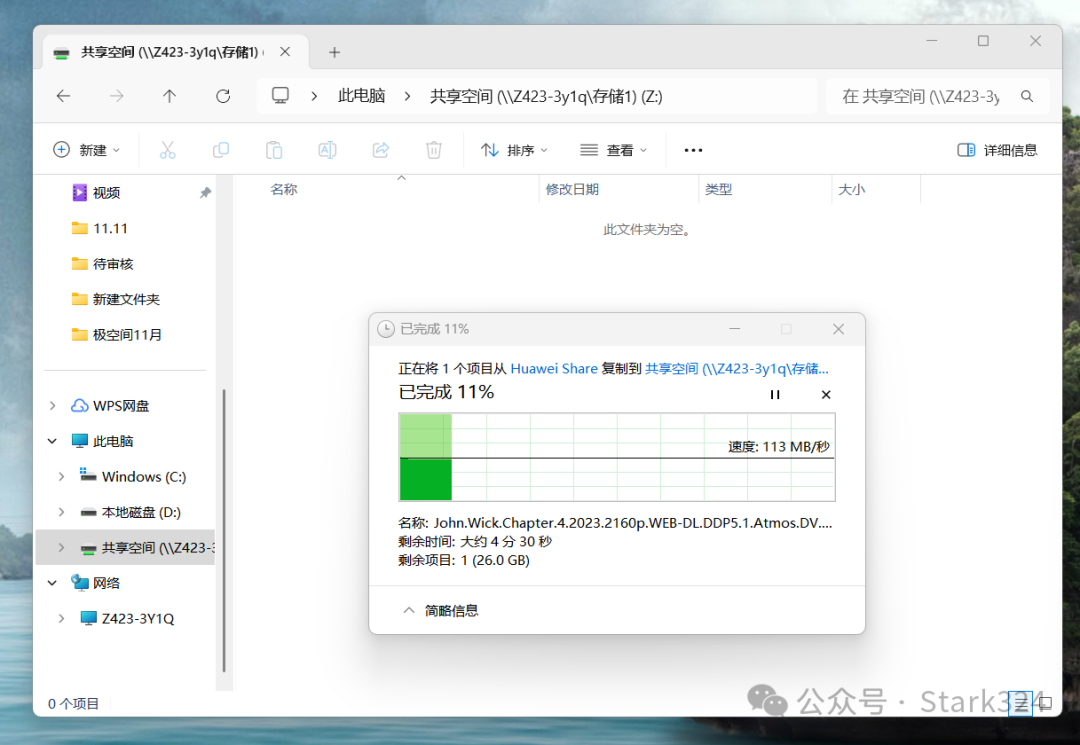 共享空间 (\\Z423-3y1q\存储1) (
此电脑 共享空间 (\\Z423-3y1q\存储1) (Z:) 在 共享空间 (\\Z423-3y
新建 排序 查看 ••• 详细信息
名称 修改日期 类型 大小
此文件夹为空。
视频
11.11
待审核
新建文件夹
极空间11月
WPS网盘
此电脑
Windows (C:)
本地磁盘 (D:)
共享空间 (\\Z423-3
网络
Z423-3Y1Q
已完成 11%
正在将 1 个项目从 Huawei Share 复制到 共享空间 (\\Z423-3y1q\存储...
已完成 11%
速度: 113 MB/秒
名称: John.Wick.Chapter.4.2023.2160p.WEB-DL.DDP5.1.Atmos.DV....
剩余时间: 大约 4 分 30 秒
剩余项目: 1 (26.0 GB)
简略信息
0 个项目
公众号 · Stark324